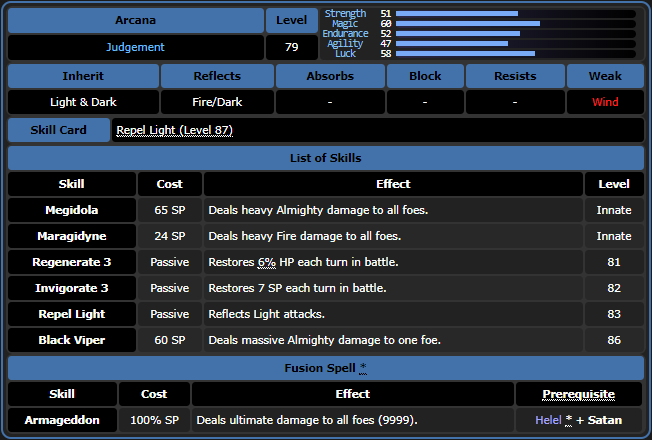 Arcana Level Strength 51
Magic 60
Endurance 52
Judgement 79 Agility 47
Luck 58
Inherit Reflects Absorbs Block Resists Weak
Light & Dark Fire/Dark - - - Wind
Skill Card Repel Light (Level 87)
List of Skills
Skill Cost Effect Level
Megidola 65 SP Deals heavy Almighty damage to all foes. Innate
Maragidyne 24 SP Deals heavy Fire damage to all foes. Innate
Regenerate 3 Passive Restores 6% HP each turn in battle. 81
Invigorate 3 Passive Restores 7 SP each turn in battle. 82
Repel Light Passive Reflects Light attacks. 83
Black Viper 60 SP Deals massive Almighty damage to one foe. 86
Fusion Spell *
Skill Cost Effect Prerequisite
Armageddon 100% SP Deals ultimate damage to all foes (9999). Helel * + Satan